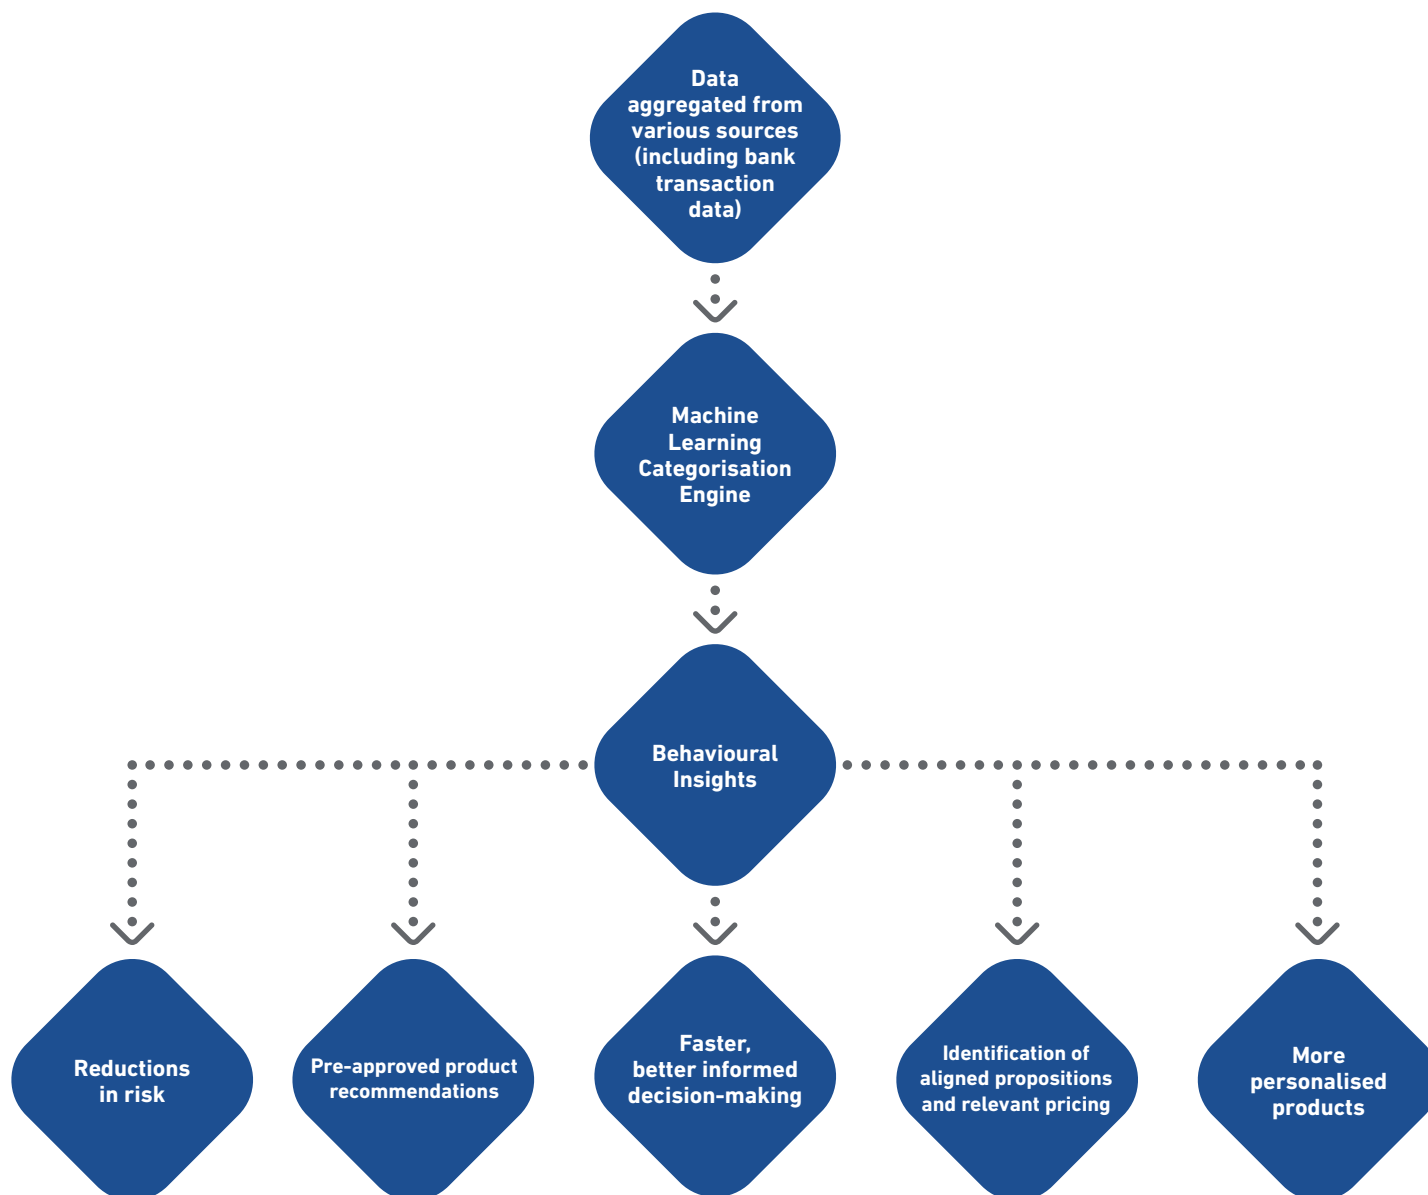 Data
aggregated from
various sources
(including bank
transaction
data)
Machine
Learning
Categorisation
Engine
Behavioural
Insights
Reductions
in risk
Pre-approved product
recommendations
Faster,
better informed
decision-making
Identification of
aligned propositions
and relevant pricing
More
personalised
products